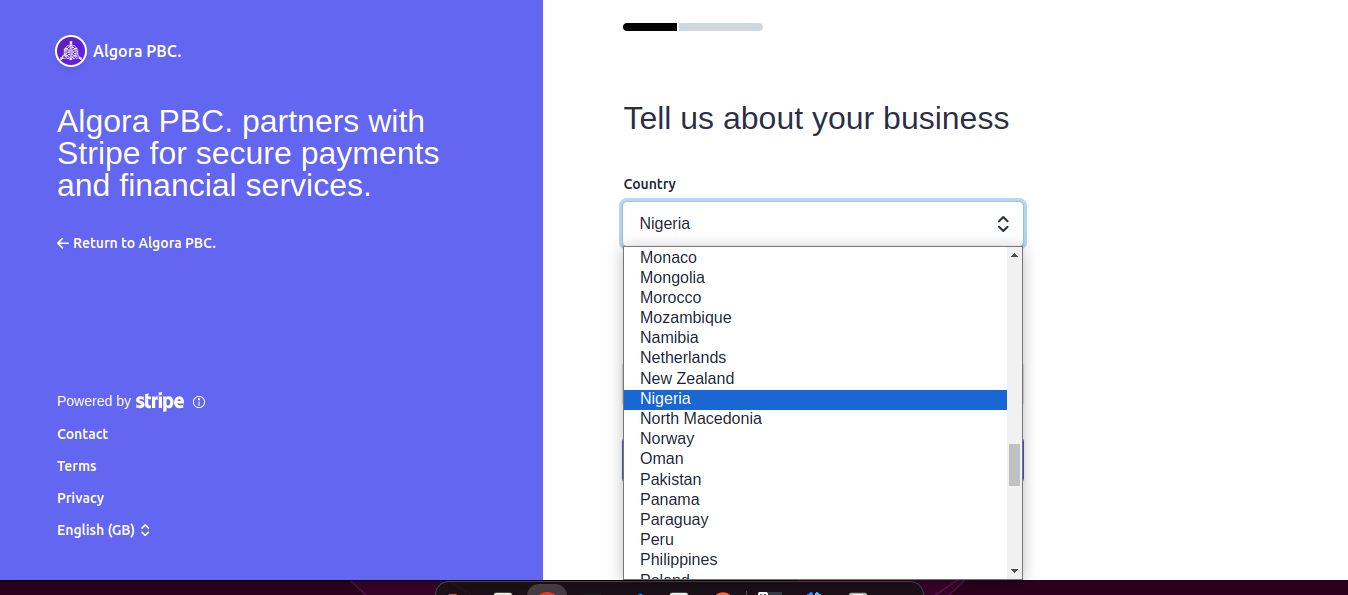 Algora PBC.
Algora PBC. partners with
Stripe for secure payments
and financial services.
← Return to Algora PBC.
Powered by stripe
Contact
Terms
Privacy
English (GB)
Tell us about your business
Country
Nigeria
Monaco
Mongolia
Morocco
Mozambique
Namibia
Netherlands
New Zealand
Nigeria
North Macedonia
Norway
Oman
Pakistan
Panama
Paraguay
Peru
Philippines
Poland